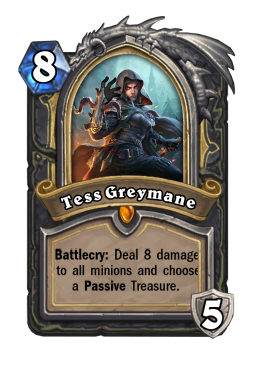 8
Tess Greymane
Battlecry: Deal 8 damage
to all minions and choose
a Passive Treasure.
5